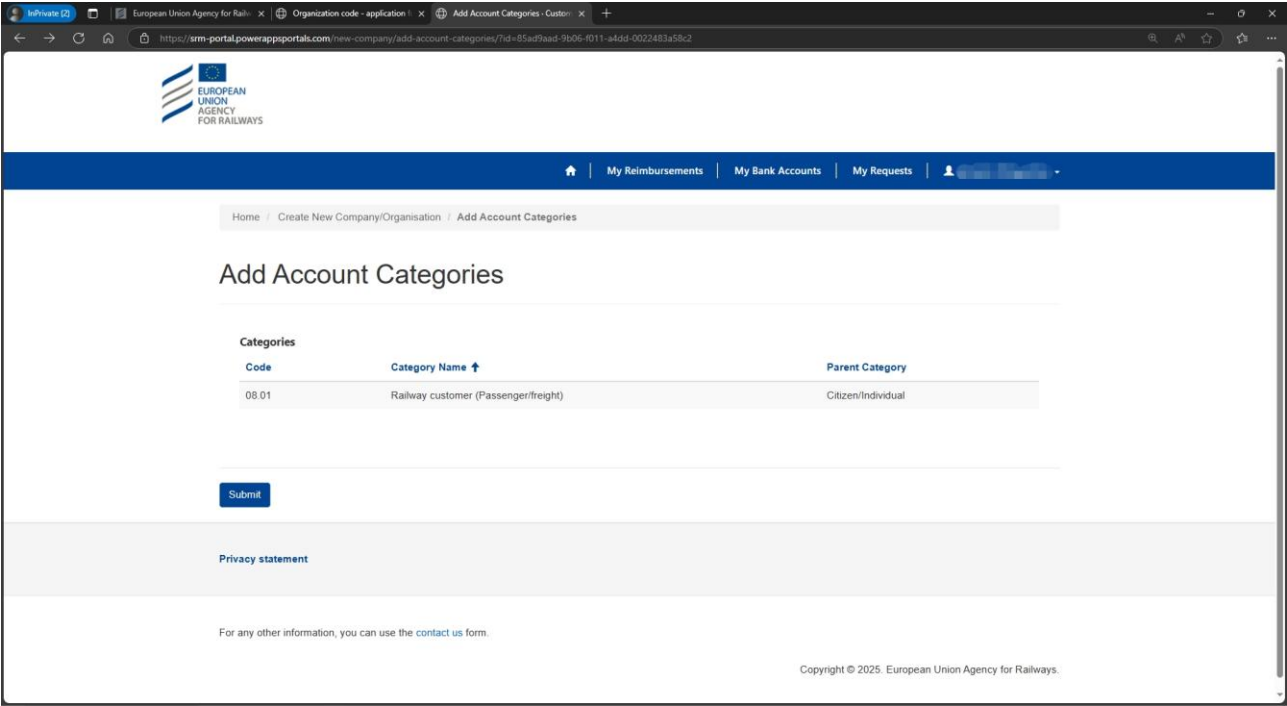 InPrivate (2) European Union Agency for Railw Organization code - application f Add Account Categories · Custom
https://srm-portal.powerappsportals.com/new-company/add-account-categories/?id=85ad9aad-9b06-f011-a4dd-0022483a58c2
EUROPEAN
UNION
AGENCY
FOR RAILWAYS
My Reimbursements | My Bank Accounts | My Requests |
Home / Create New Company/Organisation / Add Account Categories
Add Account Categories
Categories
Code Category Name Parent Category
08.01 Railway customer (Passenger/freight) Citizen/Individual
Submit
Privacy statement
For any other information, you can use the contact us form.
Copyright © 2025. European Union Agency for Railways.